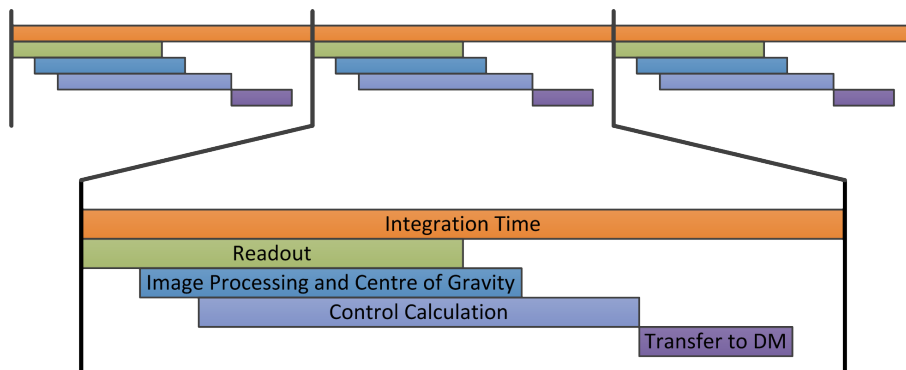 Integration Time
Readout
Image Processing and Centre of Gravity
Control Calculation
Transfer to DM